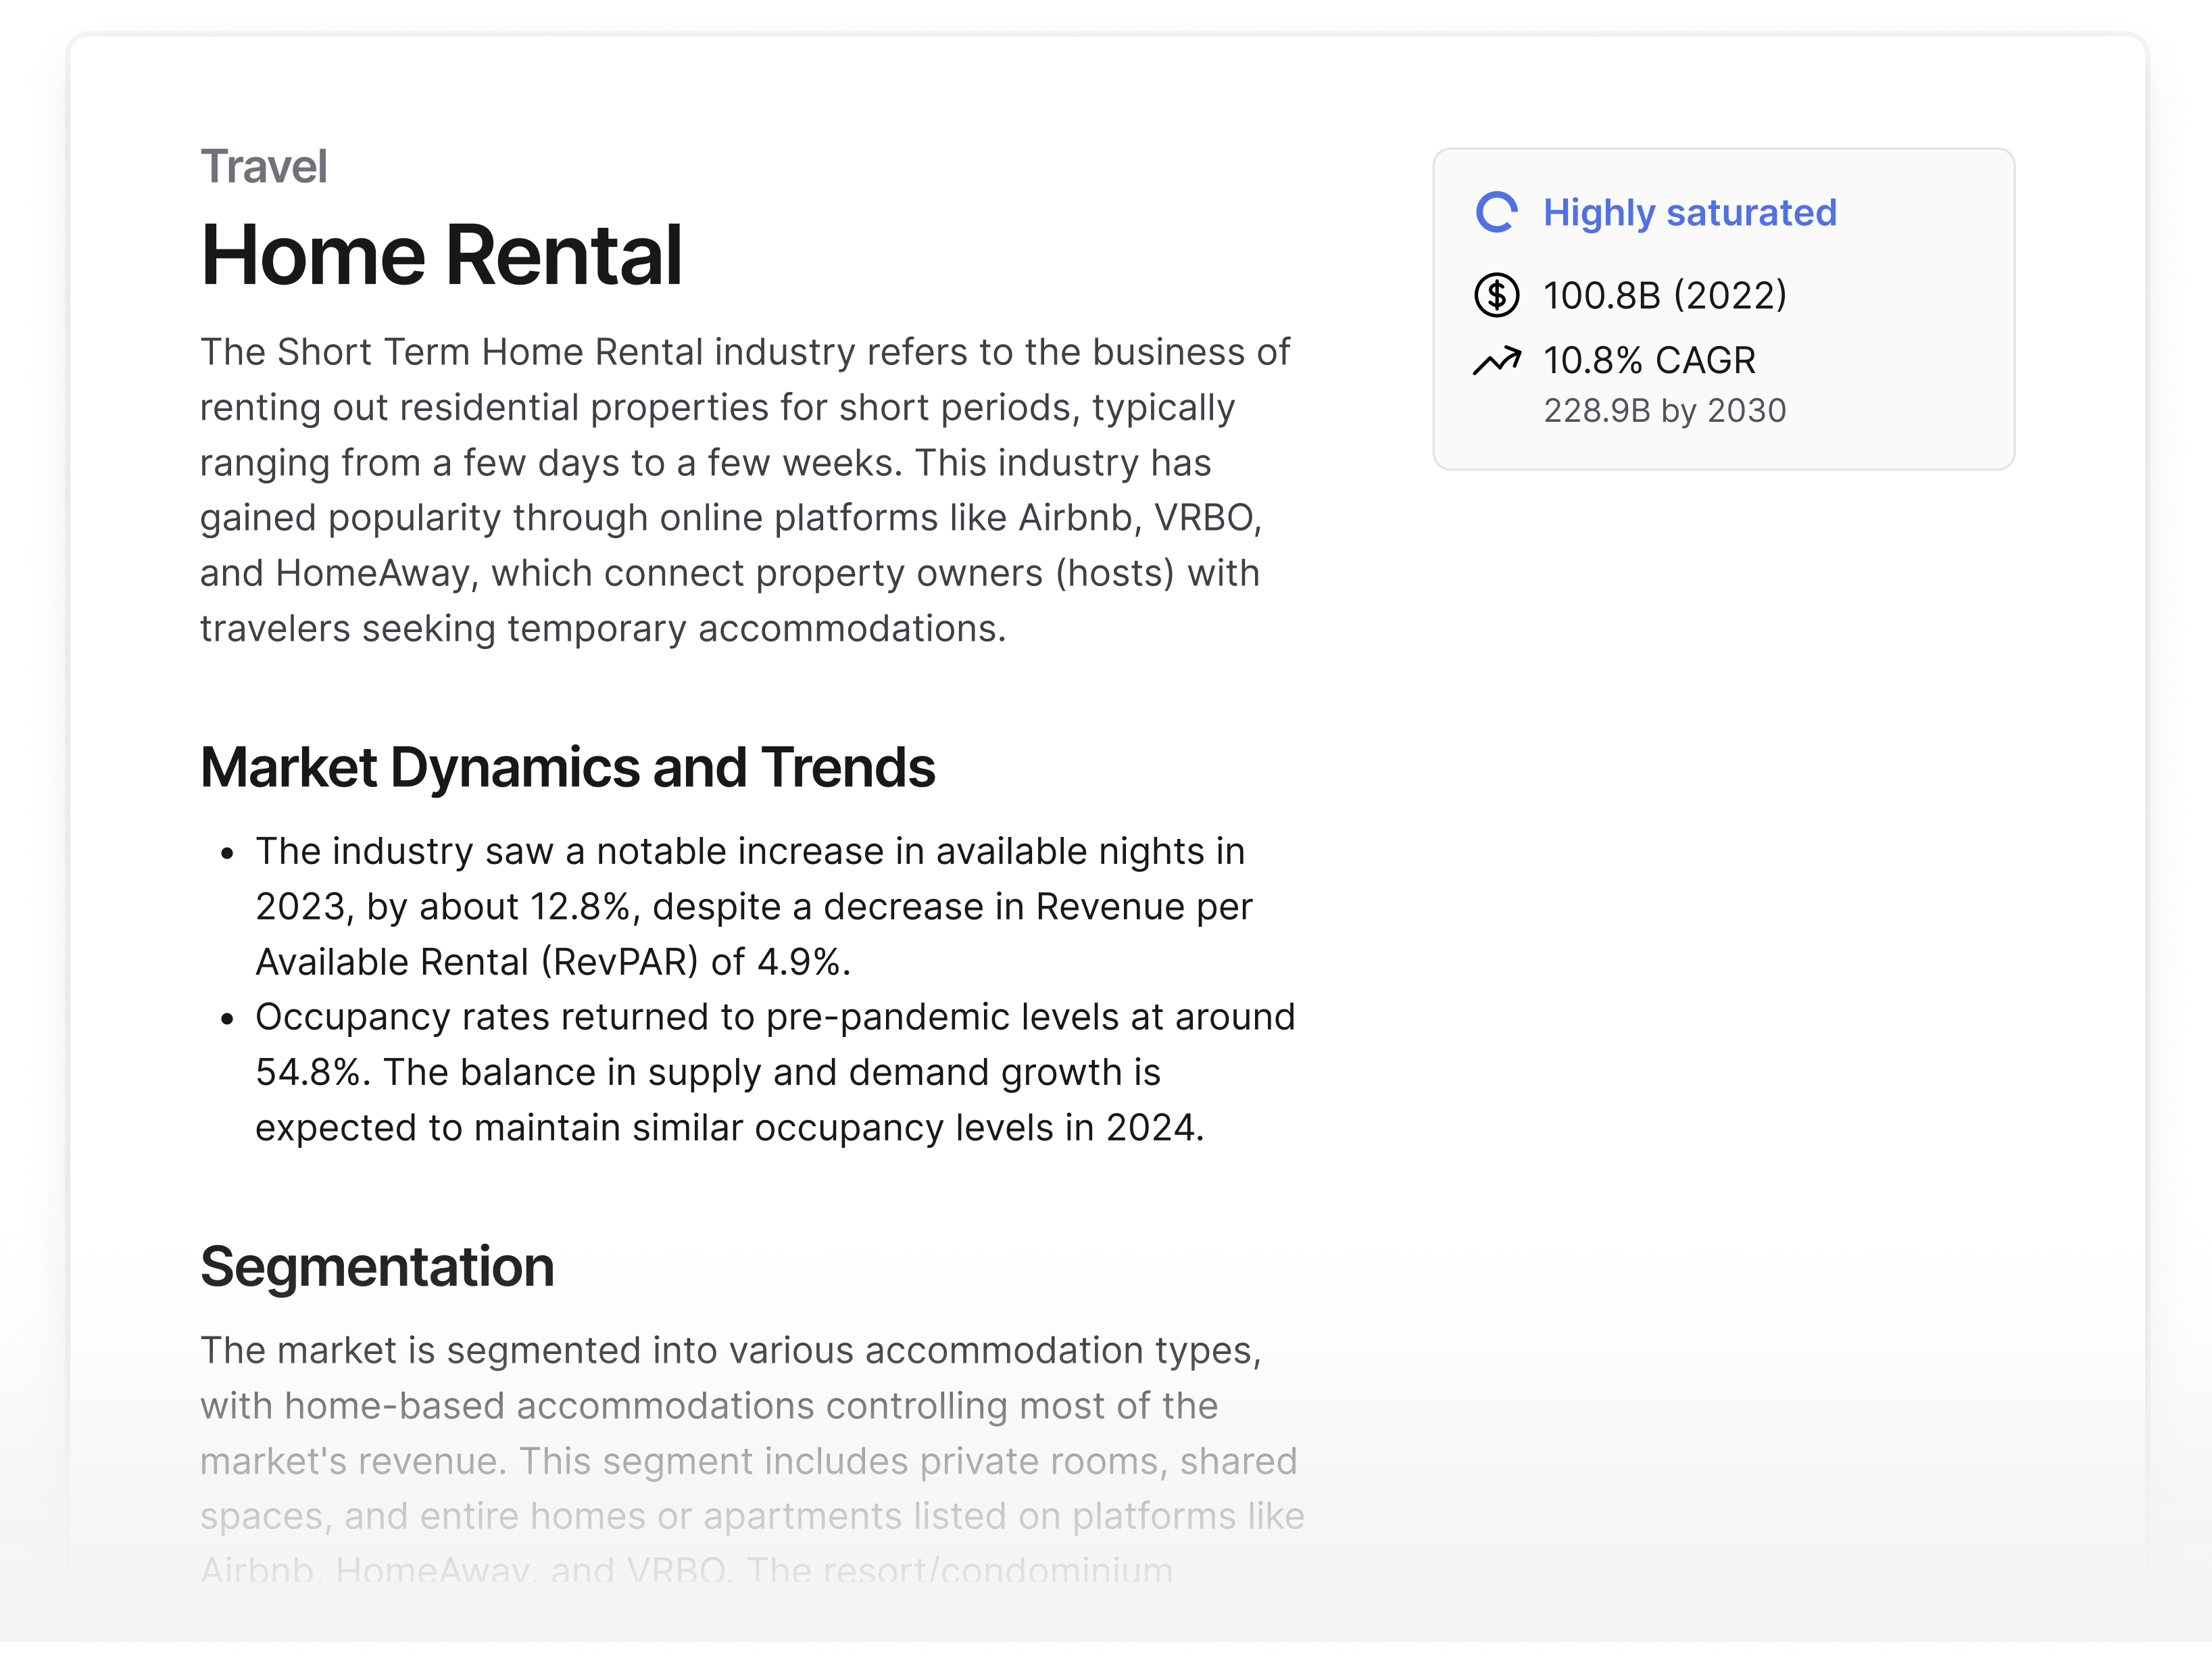 Travel
Home Rental
The Short Term Home Rental industry refers to the business of
renting out residential properties for short periods, typically
ranging from a few days to a few weeks. This industry has
gained popularity through online platforms like Airbnb, VRBO,
and HomeAway, which connect property owners (hosts) with
travelers seeking temporary accommodations.
Market Dynamics and Trends
• The industry saw a notable increase in available nights in
2023, by about 12.8%, despite a decrease in Revenue per
Available Rental (RevPAR) of 4.9%.
• Occupancy rates returned to pre-pandemic levels at around
54.8%. The balance in supply and demand growth is
expected to maintain similar occupancy levels in 2024.
Segmentation
The market is segmented into various accommodation types,
with home-based accommodations controlling most of the
market's revenue. This segment includes private rooms, shared
spaces, and entire homes or apartments listed on platforms like
Airbnb, HomeAway, and VRBO. The resort/condominium
Highly saturated
$ 100.8B (2022)
10.8% CAGR
228.9B by 2030